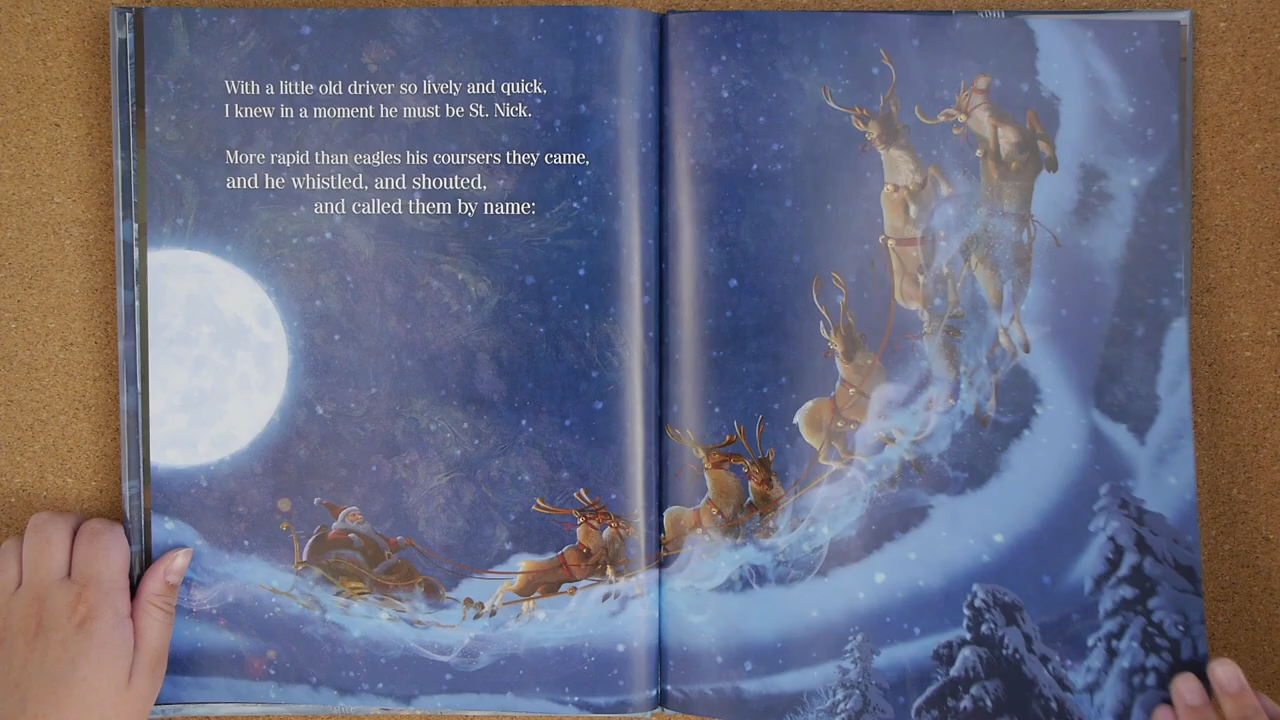 With a little old driver so lively and quick,
I knew in a moment he must be St. Nick.
More rapid than eagles his coursers they came,
and he whistled, and shouted,
and called them by name: